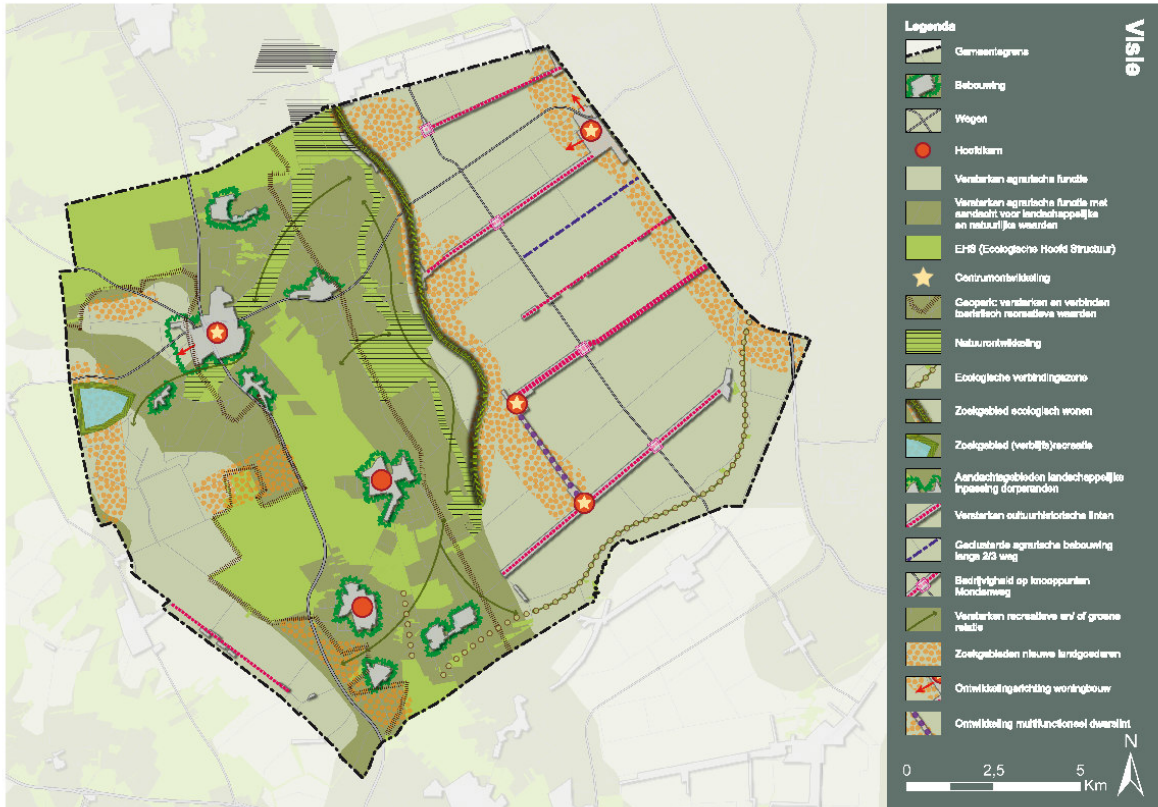 Visie
Legenda
Gemeentegrens
Bebouwing
Wegen
Hoofdkern
Versterken agrarische functie
Versterken agrarische functie met
aandacht voor landschappelijke
en natuurlijke waarden
EHS (Ecologische Hoofd Structuur)
Centrumontwikkeling
Geopark: versterken en verbinden
toeristisch recreatieve waarden
Natuurontwikkeling
Ecologische verbindingszone
Zoekgebied ecologisch wonen
Zoekgebied (verblijfs)recreatie
Aandachtsgebieden landschappelijke
inpassing dorpsranden
Versterken cultuurhistorische linten
Geclusterde agrarische bebouwing
langs 2/3 weg
Bedrijvigheid op knooppunten
Mondenweg
Versterken recreatieve en/ of groene
relatie
Zoekgebieden nieuwe landgoederen
Ontwikkelingsrichting woningbouw
Ontwikkeling multifunctioneel dwarslint
N
0 2,5 5
Km